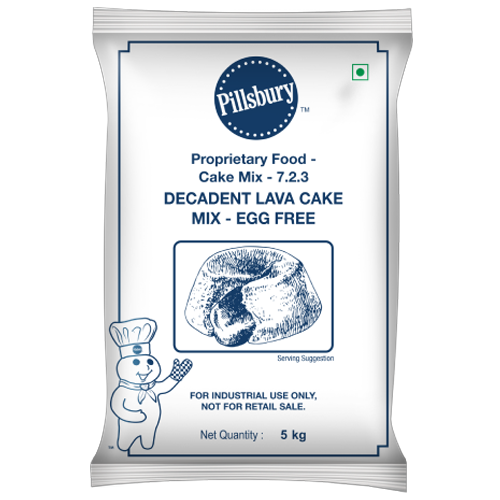 Pillsbury
TM
Proprietary Food -
Cake Mix - 7.2.3
DECADENT LAVA CAKE
MIX - EGG FREE
Serving Suggestion
FOR INDUSTRIAL USE ONLY,
NOT FOR RETAIL SALE.
Net Quantity : 5 kg
TM